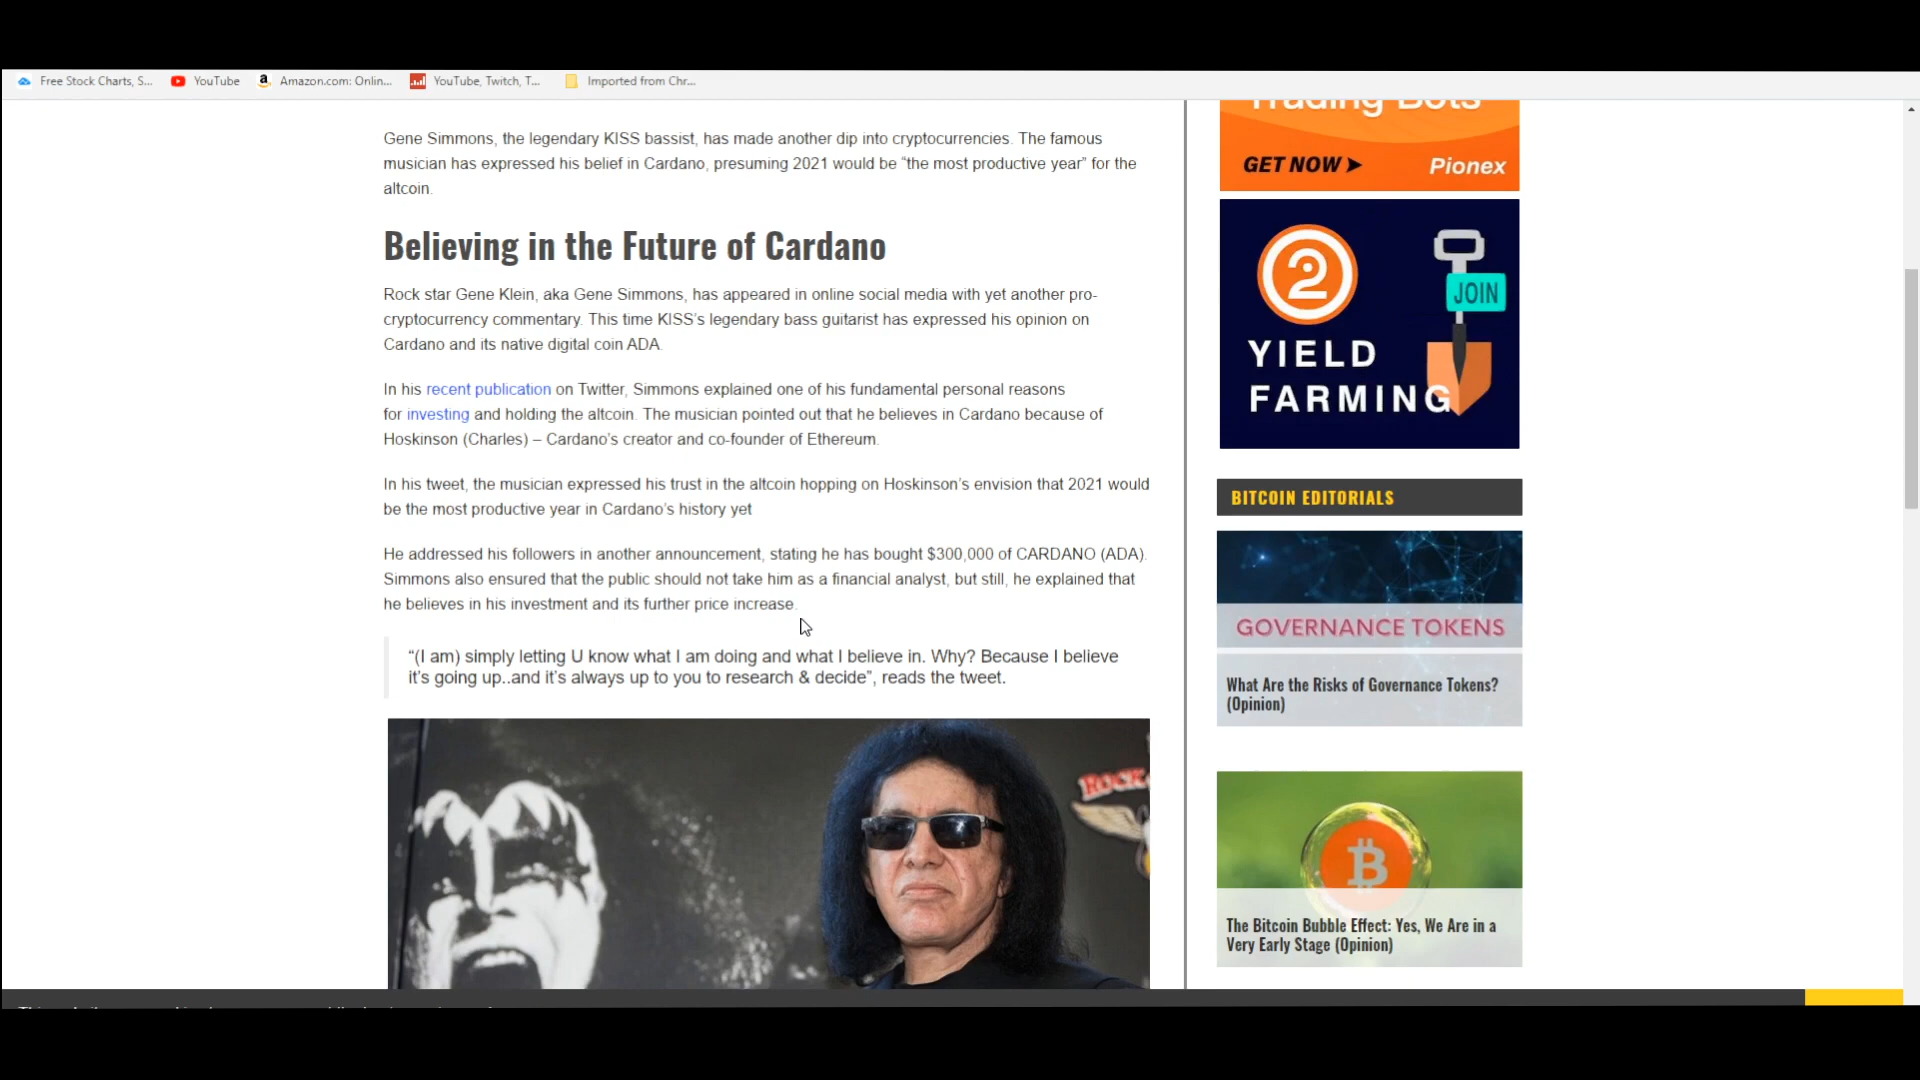 Free Stock Charts, S...
YouTube
Amazon.com: Onlin...
YouTube, Twitch, T...
Imported from Chr...
Gene Simmons, the legendary KISS bassist, has made another dip into cryptocurrencies. The famous
musician has expressed his belief in Cardano, presuming 2021 would be “the most productive year” for the
altcoin.
Believing in the Future of Cardano
Rock star Gene Klein, aka Gene Simmons, has appeared in online social media with yet another pro-
cryptocurrency commentary. This time KISS’s legendary bass guitarist has expressed his opinion on
Cardano and its native digital coin ADA.
In his recent publication on Twitter, Simmons explained one of his fundamental personal reasons
for investing and holding the altcoin. The musician pointed out that he believes in Cardano because of
Hoskinson (Charles) – Cardano’s creator and co-founder of Ethereum.
In his tweet, the musician expressed his trust in the altcoin hopping on Hoskinson’s envision that 2021 would
be the most productive year in Cardano’s history yet
He addressed his followers in another announcement, stating he has bought $300,000 of CARDANO (ADA).
Simmons also ensured that the public should not take him as a financial analyst, but still, he explained that
he believes in his investment and its further price increase.
“(I am) simply letting U know what I am doing and what I believe in. Why? Because I believe
it’s going up..and it’s always up to you to research & decide”, reads the tweet.
ROCK
Trading Bots
GET NOW ➤ Pionex
2
JOIN
YIELD
FARMING
BITCOIN EDITORIALS
GOVERNANCE TOKENS
What Are the Risks of Governance Tokens?
(Opinion)
The Bitcoin Bubble Effect: Yes, We Are in a
Very Early Stage (Opinion)